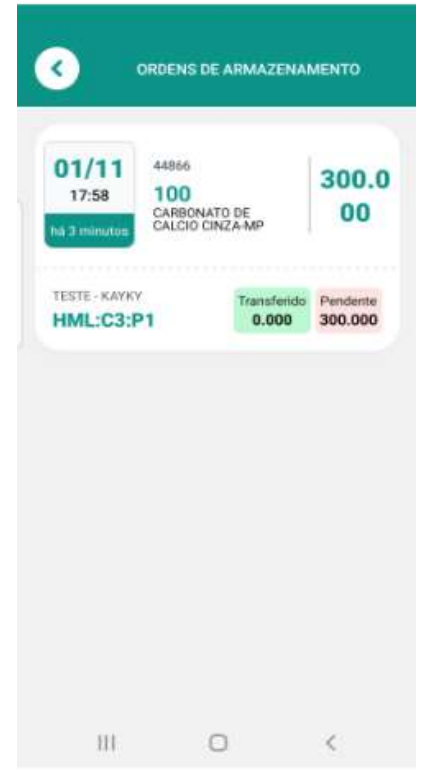 ORDENS DE ARMAZENAMENTO
01/11
17:58
há 3 minutos
44866
100
CARBONATO DE
CALCIO CINZA-MP
300.0
00
TESTE - KAYKY
HML:C3:P1
Transferido
0.000
Pendente
300.000